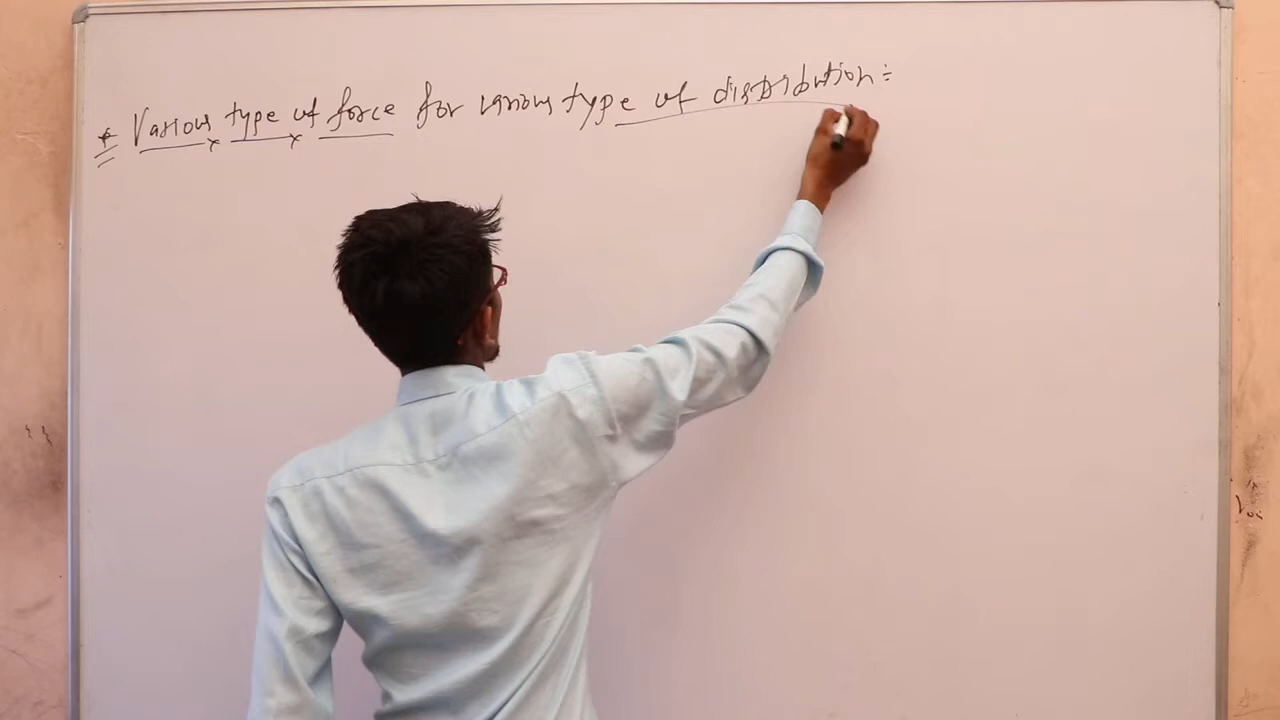 * Various type of force for various type of distribution :-